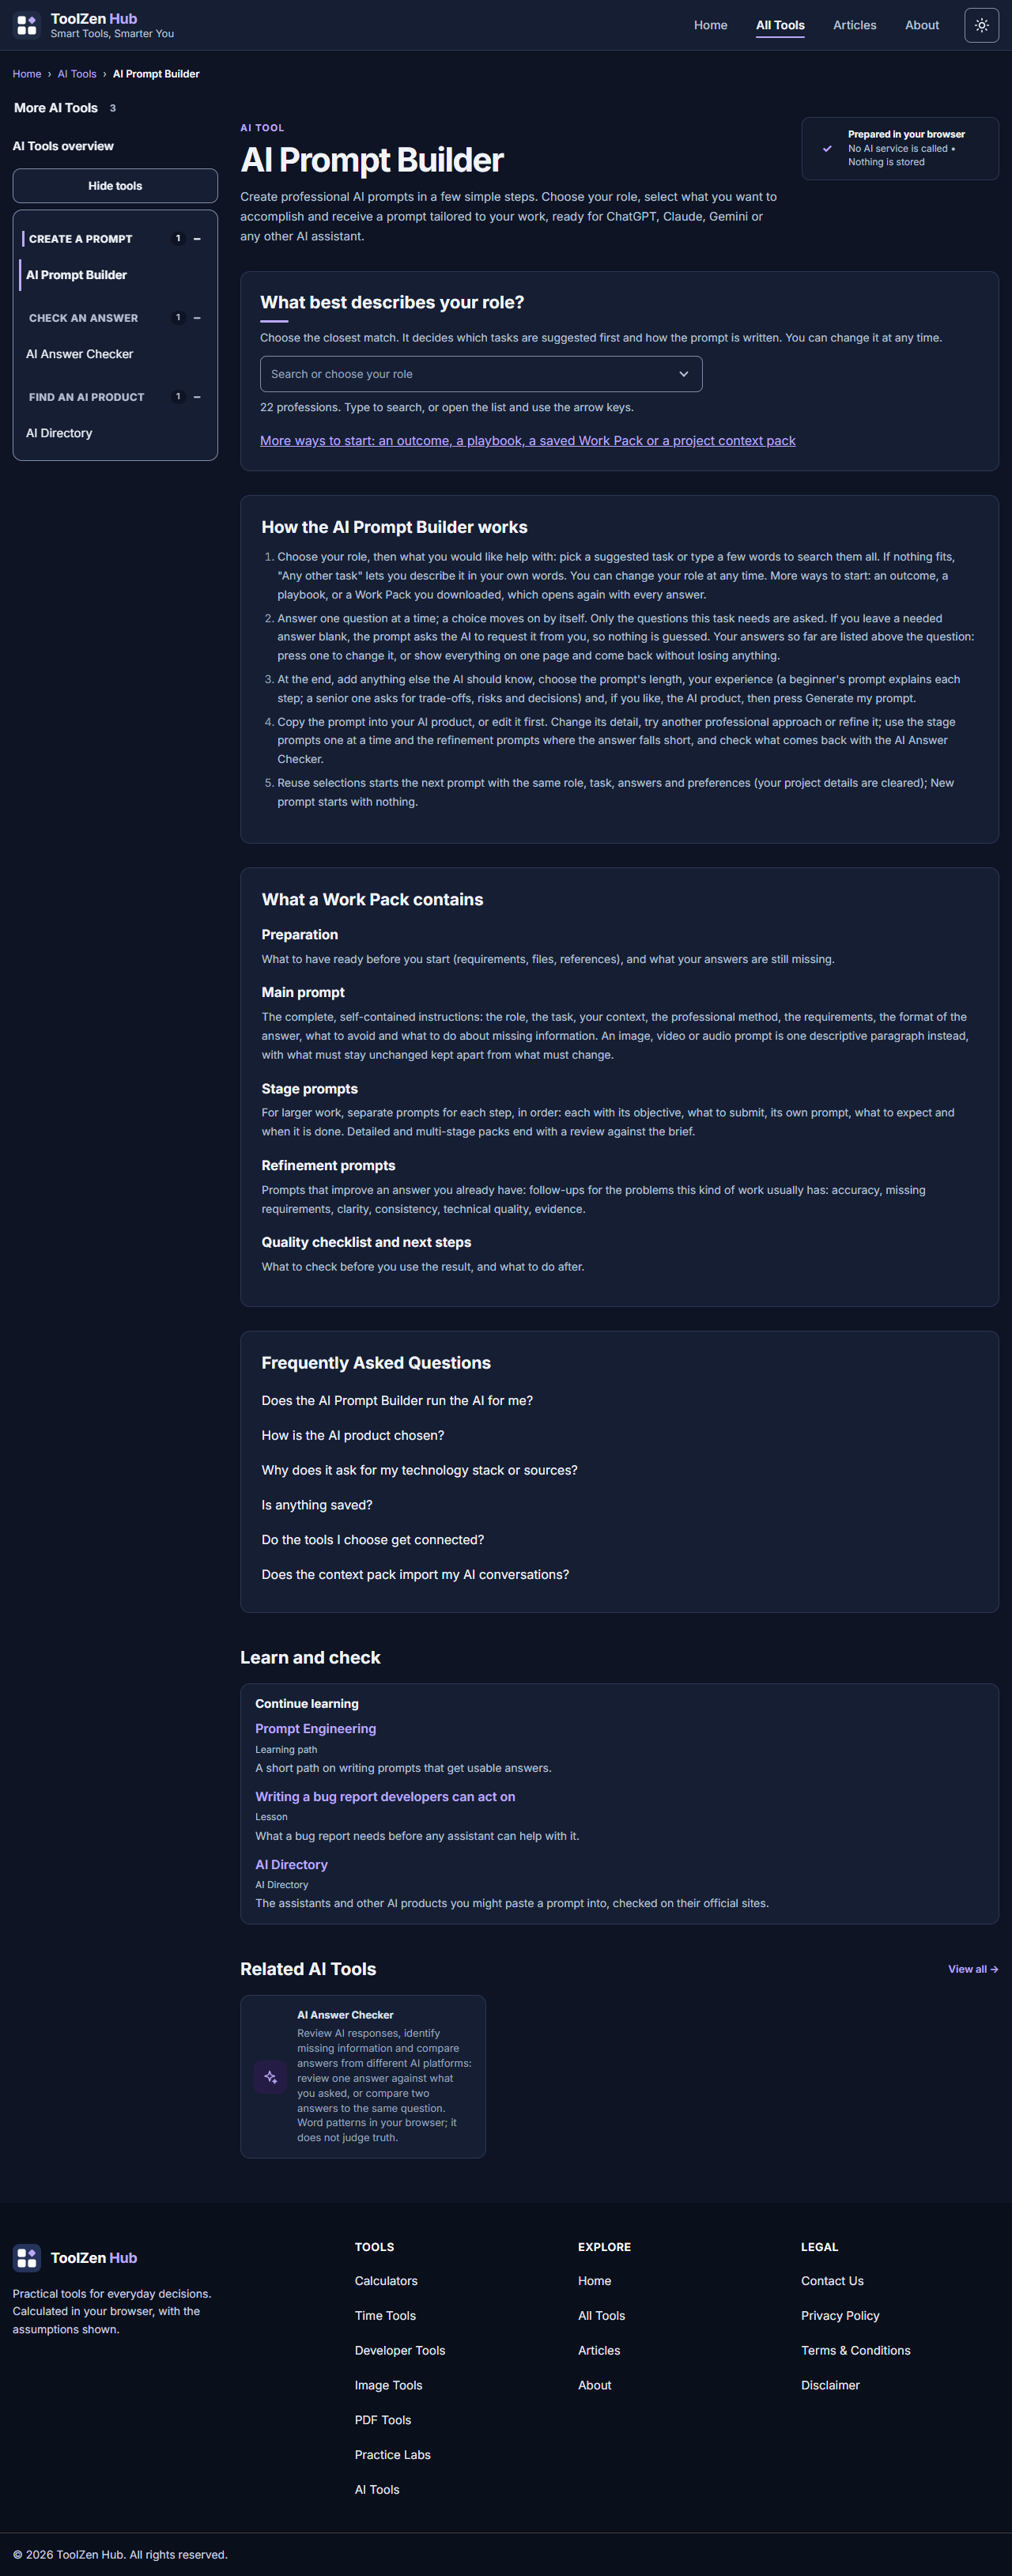 ToolZen Hub
Smart Tools, Smarter You
Home
All Tools
Articles
About
Home › AI Tools › AI Prompt Builder
More AI Tools 3
AI Tools overview
Hide tools
CREATE A PROMPT 1 −
AI Prompt Builder
CHECK AN ANSWER 1 −
AI Answer Checker
FIND AN AI PRODUCT 1 −
AI Directory
AI TOOL
AI Prompt Builder
Create professional AI prompts in a few simple steps. Choose your role, select what you want to
accomplish and receive a prompt tailored to your work, ready for ChatGPT, Claude, Gemini or
any other AI assistant.
✓
Prepared in your browser
No AI service is called •
Nothing is stored
What best describes your role?
Choose the closest match. It decides which tasks are suggested first and how the prompt is written. You can change it at any time.
Search or choose your role
22 professions. Type to search, or open the list and use the arrow keys.
More ways to start: an outcome, a playbook, a saved Work Pack or a project context pack
How the AI Prompt Builder works
1. Choose your role, then what you would like help with: pick a suggested task or type a few words to search them all. If nothing fits,
"Any other task" lets you describe it in your own words. You can change your role at any time. More ways to start: an outcome, a
playbook, or a Work Pack you downloaded, which opens again with every answer.
2. Answer one question at a time; a choice moves on by itself. Only the questions this task needs are asked. If you leave a needed
answer blank, the prompt asks the AI to request it from you, so nothing is guessed. Your answers so far are listed above the question:
press one to change it, or show everything on one page and come back without losing anything.
3. At the end, add anything else the AI should know, choose the prompt's length, your experience (a beginner's prompt explains each
step; a senior one asks for trade-offs, risks and decisions) and, if you like, the AI product, then press Generate my prompt.
4. Copy the prompt into your AI product, or edit it first. Change its detail, try another professional approach or refine it; use the stage
prompts one at a time and the refinement prompts where the answer falls short, and check what comes back with the AI Answer
Checker.
5. Reuse selections starts the next prompt with the same role, task, answers and preferences (your project details are cleared); New
prompt starts with nothing.
What a Work Pack contains
Preparation
What to have ready before you start (requirements, files, references), and what your answers are still missing.
Main prompt
The complete, self-contained instructions: the role, the task, your context, the professional method, the requirements, the format of the
answer, what to avoid and what to do about missing information. An image, video or audio prompt is one descriptive paragraph instead,
with what must stay unchanged kept apart from what must change.
Stage prompts
For larger work, separate prompts for each step, in order: each with its objective, what to submit, its own prompt, what to expect and
when it is done. Detailed and multi-stage packs end with a review against the brief.
Refinement prompts
Prompts that improve an answer you already have: follow-ups for the problems this kind of work usually has: accuracy, missing
requirements, clarity, consistency, technical quality, evidence.
Quality checklist and next steps
What to check before you use the result, and what to do after.
Frequently Asked Questions
Does the AI Prompt Builder run the AI for me?
How is the AI product chosen?
Why does it ask for my technology stack or sources?
Is anything saved?
Do the tools I choose get connected?
Does the context pack import my AI conversations?
Learn and check
Continue learning
Prompt Engineering
Learning path
A short path on writing prompts that get usable answers.
Writing a bug report developers can act on
Lesson
What a bug report needs before any assistant can help with it.
AI Directory
AI Directory
The assistants and other AI products you might paste a prompt into, checked on their official sites.
Related AI Tools
View all →
AI Answer Checker
Review AI responses, identify
missing information and compare
answers from different AI platforms:
review one answer against what
you asked, or compare two
answers to the same question.
Word patterns in your browser; it
does not judge truth.
ToolZen Hub
Practical tools for everyday decisions.
Calculated in your browser, with the
assumptions shown.
TOOLS
Calculators
Time Tools
Developer Tools
Image Tools
PDF Tools
Practice Labs
AI Tools
EXPLORE
Home
All Tools
Articles
About
LEGAL
Contact Us
Privacy Policy
Terms & Conditions
Disclaimer
© 2026 ToolZen Hub. All rights reserved.